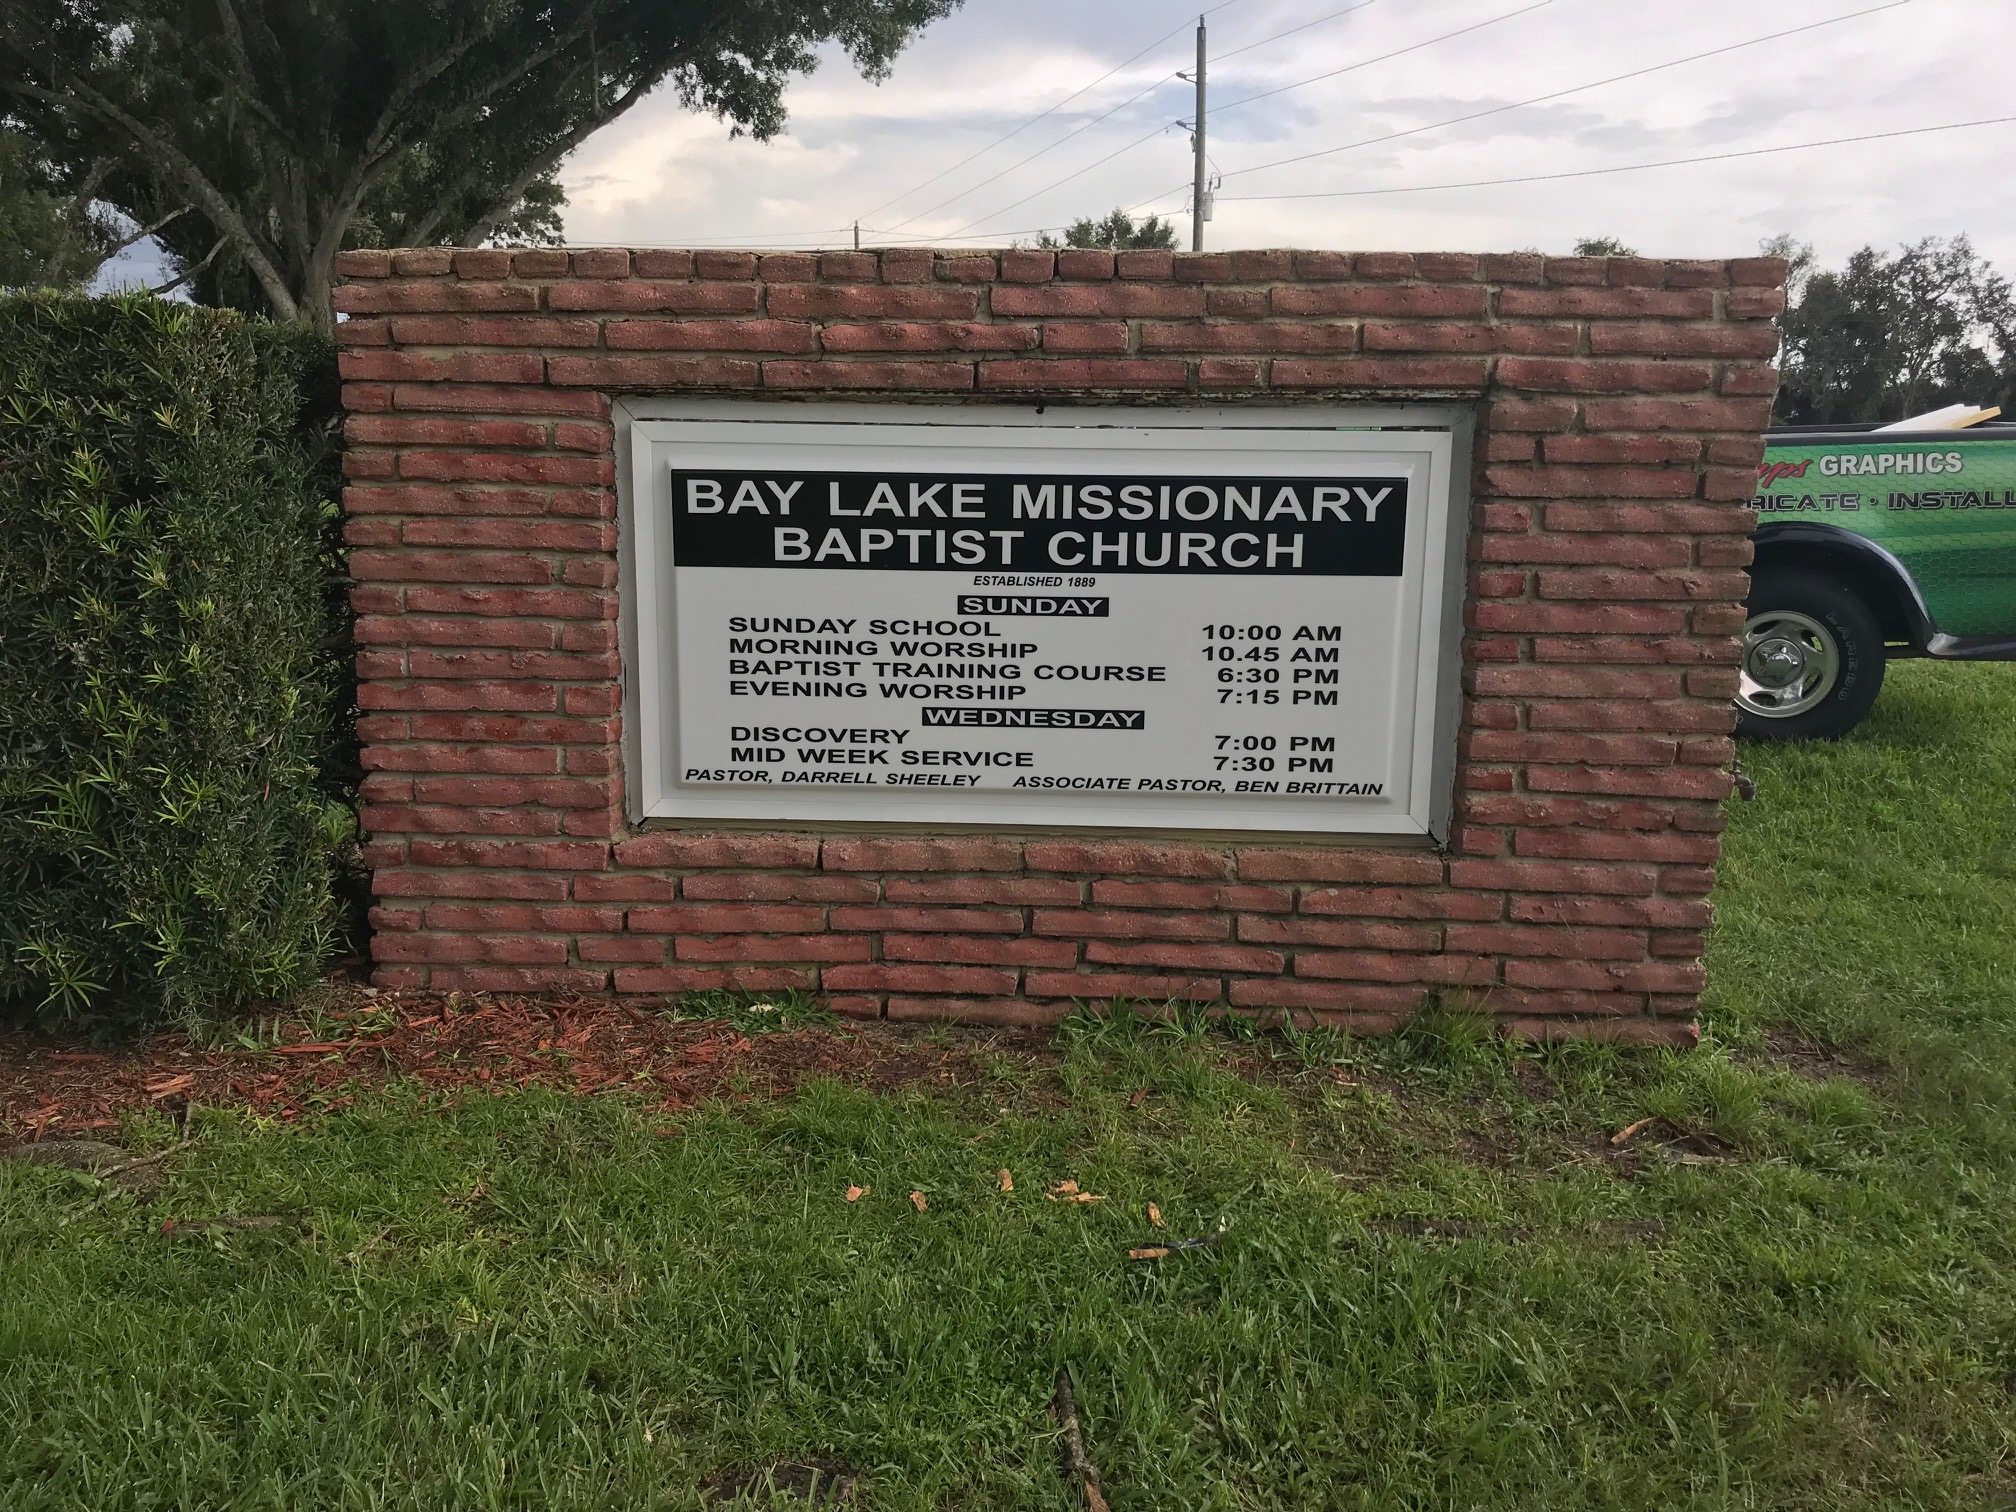 BAY LAKE MISSIONARY
BAPTIST CHURCH
ESTABLISHED 1889
SUNDAY
SUNDAY SCHOOL 10:00 AM
MORNING WORSHIP 10.45 AM
BAPTIST TRAINING COURSE 6:30 PM
EVENING WORSHIP 7:15 PM
WEDNESDAY
DISCOVERY 7:00 PM
MID WEEK SERVICE 7:30 PM
PASTOR, DARRELL SHEELEY ASSOCIATE PASTOR, BEN BRITTAIN
GRAPHICS
INSTALL